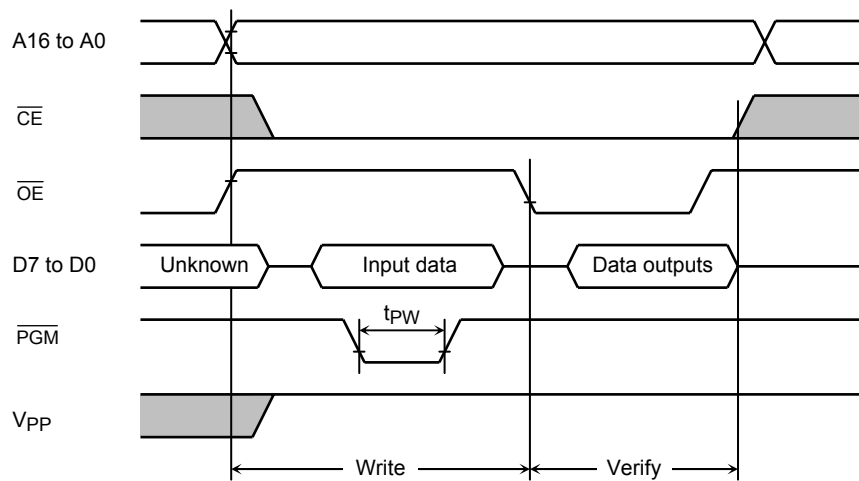 A16 to A0
CE
OE
D7 to D0 Unknown Input data Data outputs
tPW
PGM
VPP
Write Verify